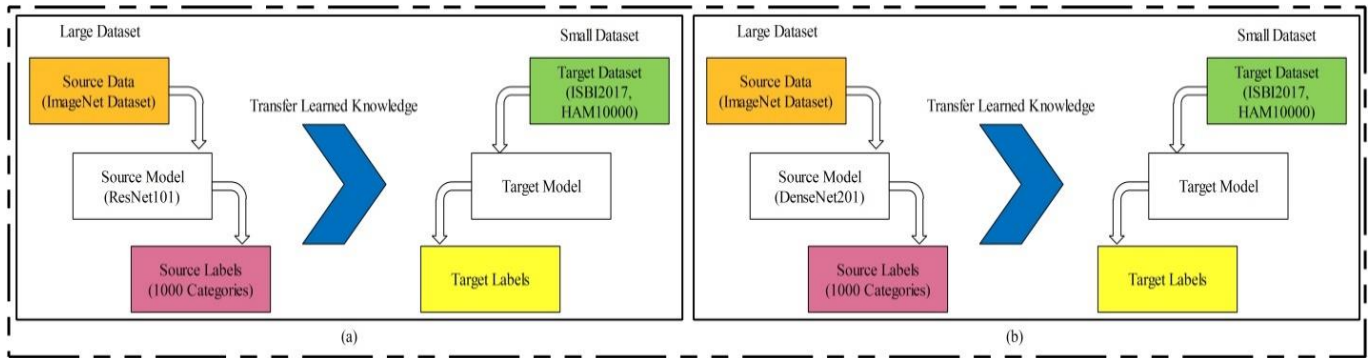 Large Dataset
Small Dataset
Source Data
(ImageNet Dataset)
Target Dataset
(ISBI2017,
HAM10000)
Transfer Learned Knowledge
Source Model
(ResNet101)
Target Model
Source Labels
(1000 Categories)
Target Labels
(a)
Large Dataset
Small Dataset
Source Data
(ImageNet Dataset)
Target Dataset
(ISBI2017,
HAM10000)
Transfer Learned Knowledge
Source Model
(DenseNet201)
Target Model
Source Labels
(1000 Categories)
Target Labels
(b)